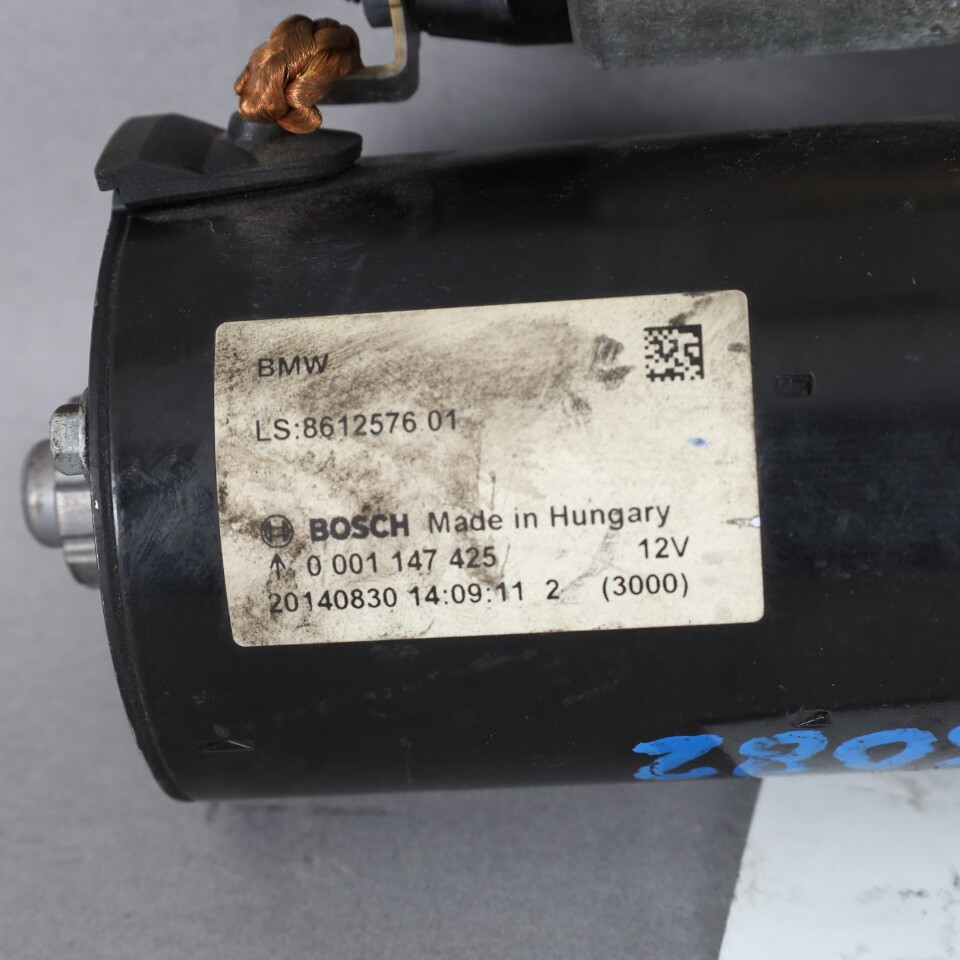 BMW
LS:8612576 01
BOSCH Made in Hungary
↑ 0 001 147 425 12V
20140830 14:09:11 2 (3000)